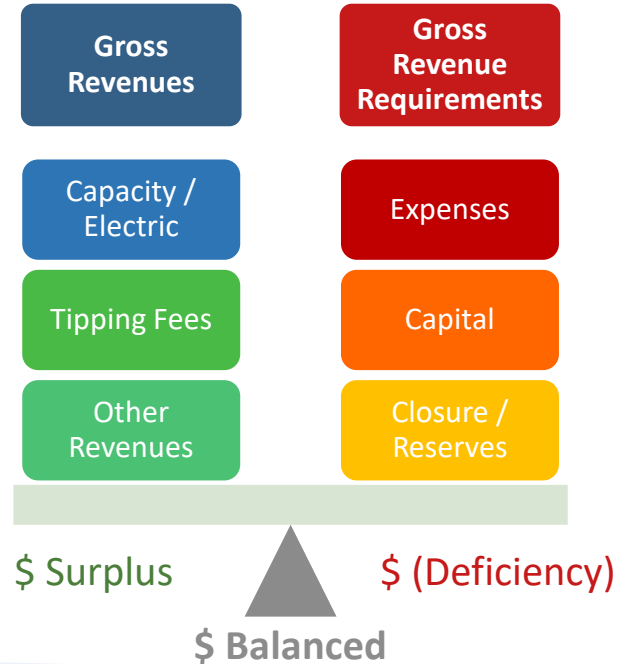 Gross
Revenues
Gross
Revenue
Requirements
Capacity /
Electric
Expenses
Tipping Fees
Capital
Other
Revenues
Closure /
Reserves
$ Surplus
$ (Deficiency)
$ Balanced